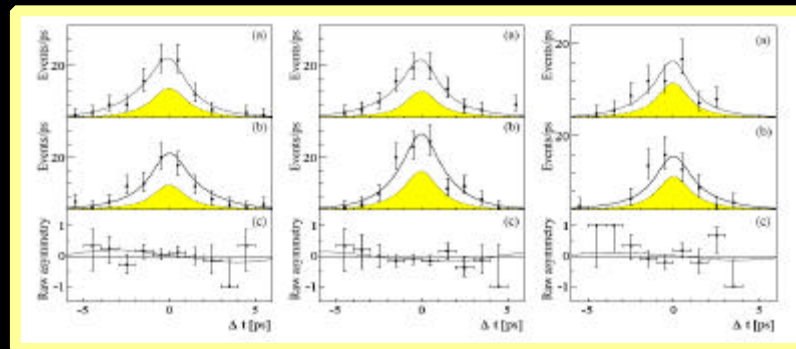 (a)
Events/ps
20
(b)
Events/ps
20
(c)
Raw asymmetry
1
0
-1
-5
0
5
Δ t [ps]
(a)
Events/ps
20
(b)
Events/ps
20
(c)
Raw asymmetry
1
0
-1
-5
0
5
Δ t [ps]
(a)
Events/ps
20
(b)
Events/ps
20
(c)
Raw asymmetry
1
0
-1
-5
0
5
Δ t [ps]